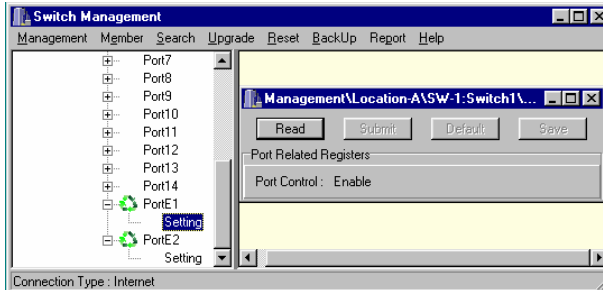 Switch Management
Management Member Search Upgrade Reset BackUp Report Help
Port7
Port8
Port9
Port10
Port11
Port12
Port13
Port14
PortE1
Setting
PortE2
Setting
Management\Location-A\SW-1:Switch1\...
Read Submit Default Save
Port Related Registers
Port Control : Enable
Connection Type : Internet